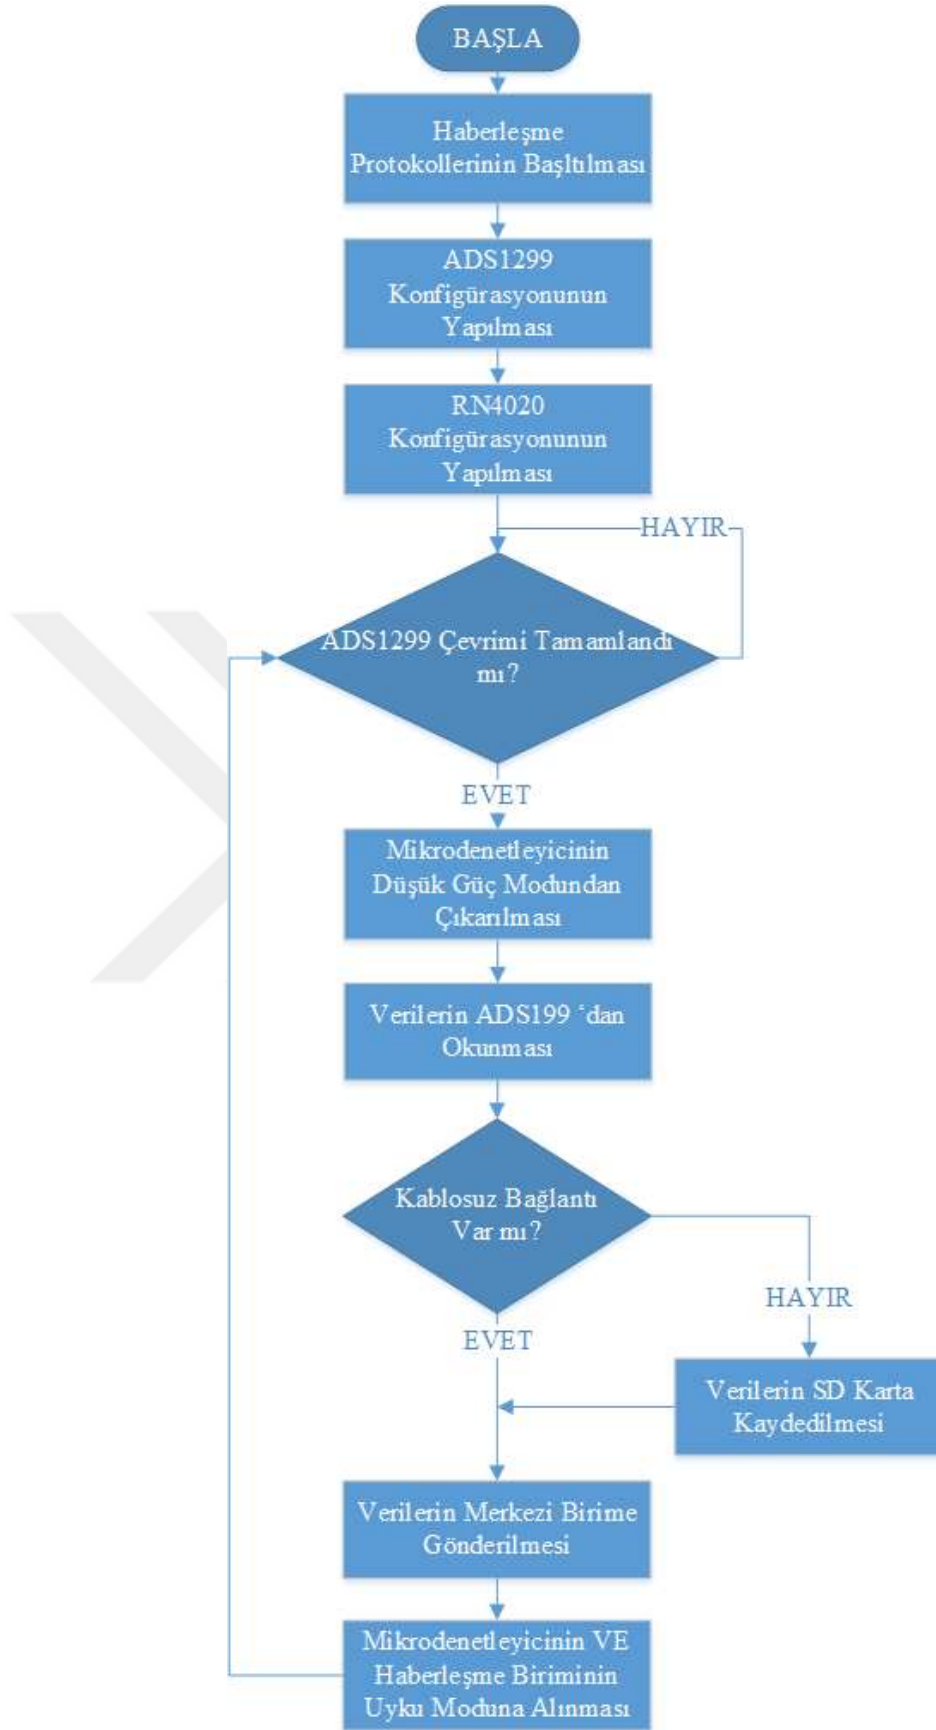 BAŞLA
Haberleşme
Protokollerinin Başltılması
ADS1299
Konfigürasyonunun
Yapılması
RN4020
Konfigürasyonunun
Yapılması
HAYIR
ADS1299 Çevrimi Tamamlandı
mı?
EVET
Mikrodenetleyicinin
Düşük Güç Modundan
Çıkarılması
Verilerin ADS199 ‘dan
Okunması
Kablosuz Bağlantı
Var mı?
HAYIR
EVET
Verilerin SD Karta
Kaydedilmesi
Verilerin Merkezi Birime
Gönderilmesi
Mikrodenetleyicinin VE
Haberleşme Biriminin
Uyku Moduna Alınması